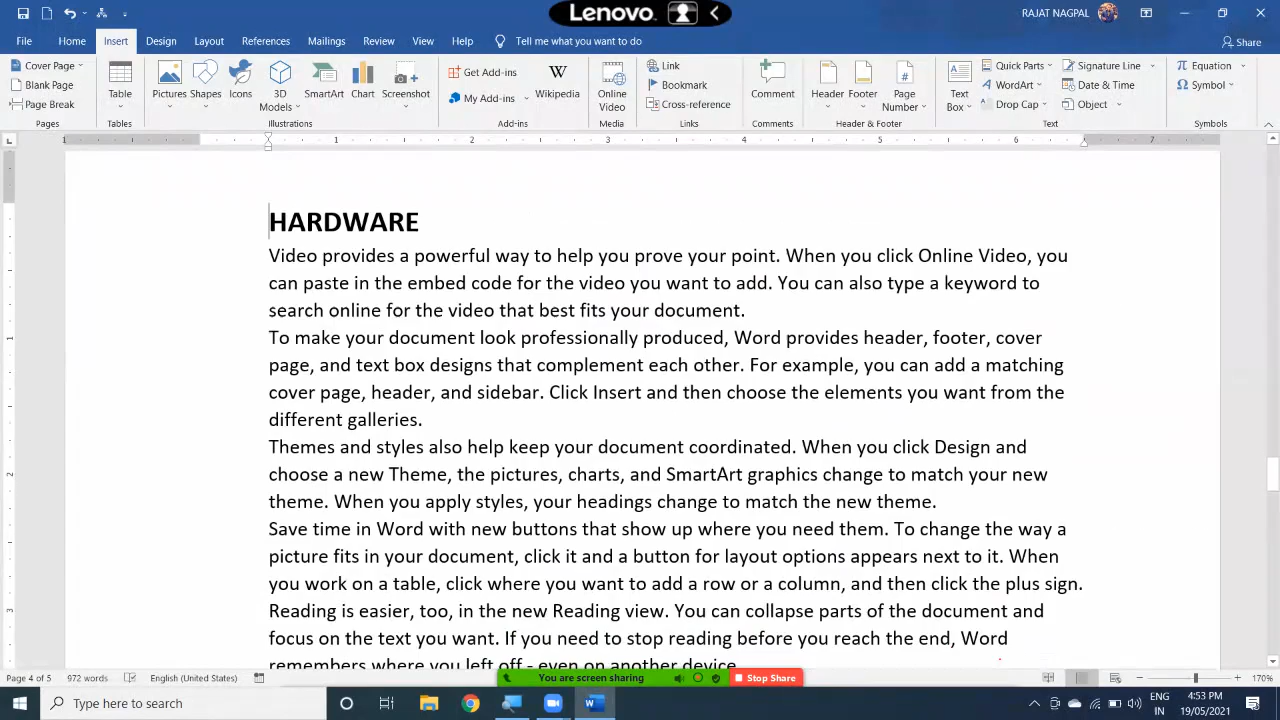 Lenovo
RAJAT NAGPAL
File Home Insert Design Layout References Mailings Review View Help Tell me what you want to do Share
Cover Page
Blank Page
Page Break
Pages
Table
Tables
Pictures Shapes Icons 3D Models SmartArt Chart Screenshot
Illustrations
Get Add-ins
My Add-ins
Wikipedia
Add-ins
Online Video
Media
Link
Bookmark
Cross-reference
Links
Comment
Comments
Header Footer Page Number
Header & Footer
Text Box
Quick Parts
WordArt
Drop Cap
Signature Line
Date & Time
Object
Text
Equation
Symbol
Symbols
1 1 2 3 4 5 6 7
HARDWARE
Video provides a powerful way to help you prove your point. When you click Online Video, you
can paste in the embed code for the video you want to add. You can also type a keyword to
search online for the video that best fits your document.
To make your document look professionally produced, Word provides header, footer, cover
page, and text box designs that complement each other. For example, you can add a matching
cover page, header, and sidebar. Click Insert and then choose the elements you want from the
different galleries.
Themes and styles also help keep your document coordinated. When you click Design and
choose a new Theme, the pictures, charts, and SmartArt graphics change to match your new
theme. When you apply styles, your headings change to match the new theme.
Save time in Word with new buttons that show up where you need them. To change the way a
picture fits in your document, click it and a button for layout options appears next to it. When
you work on a table, click where you want to add a row or a column, and then click the plus sign.
Reading is easier, too, in the new Reading view. You can collapse parts of the document and
focus on the text you want. If you need to stop reading before you reach the end, Word
remembers where you left off - even on another device.
Page 4 of 5 972 words English (United States) You are screen sharing Stop Share 170%
Type here to search
ENG
IN
4:53 PM
19/05/2021